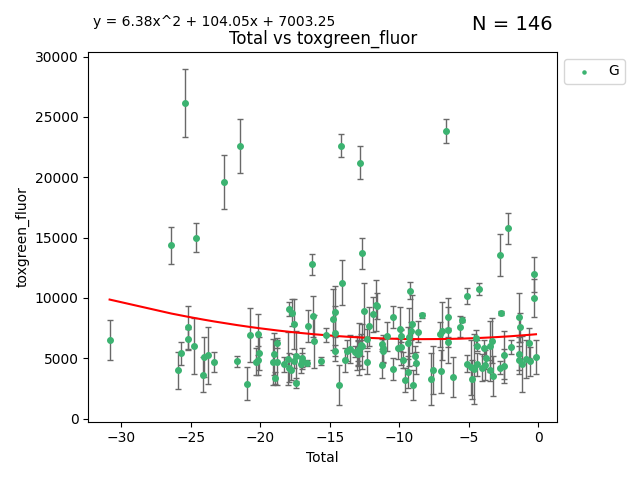 y = 6.38x^2 + 104.05x + 7003.25
N = 146
Total vs toxgreen_fluor
G
30000
25000
20000
15000
10000
5000
0
toxgreen_fluor
−30 −25 −20 −15 −10 −5 0
Total